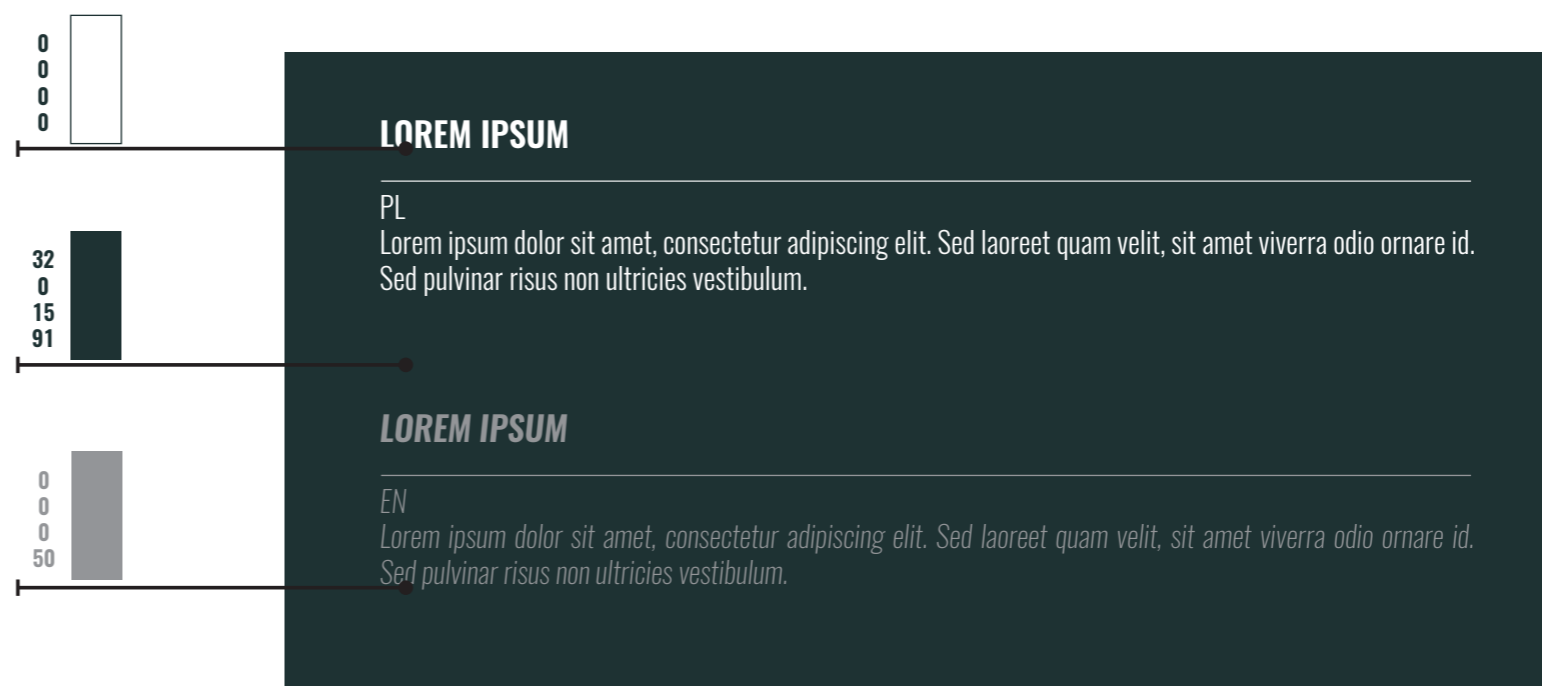 0
0
0
0
LOREM IPSUM
PL
Lorem ipsum dolor sit amet, consectetur adipiscing elit. Sed laoreet quam velit, sit amet viverra odio ornare id.
Sed pulvinar risus non ultricies vestibulum.
32
0
15
91
LOREM IPSUM
EN
Lorem ipsum dolor sit amet, consectetur adipiscing elit. Sed laoreet quam velit, sit amet viverra odio ornare id.
Sed pulvinar risus non ultricies vestibulum.
0
0
0
50